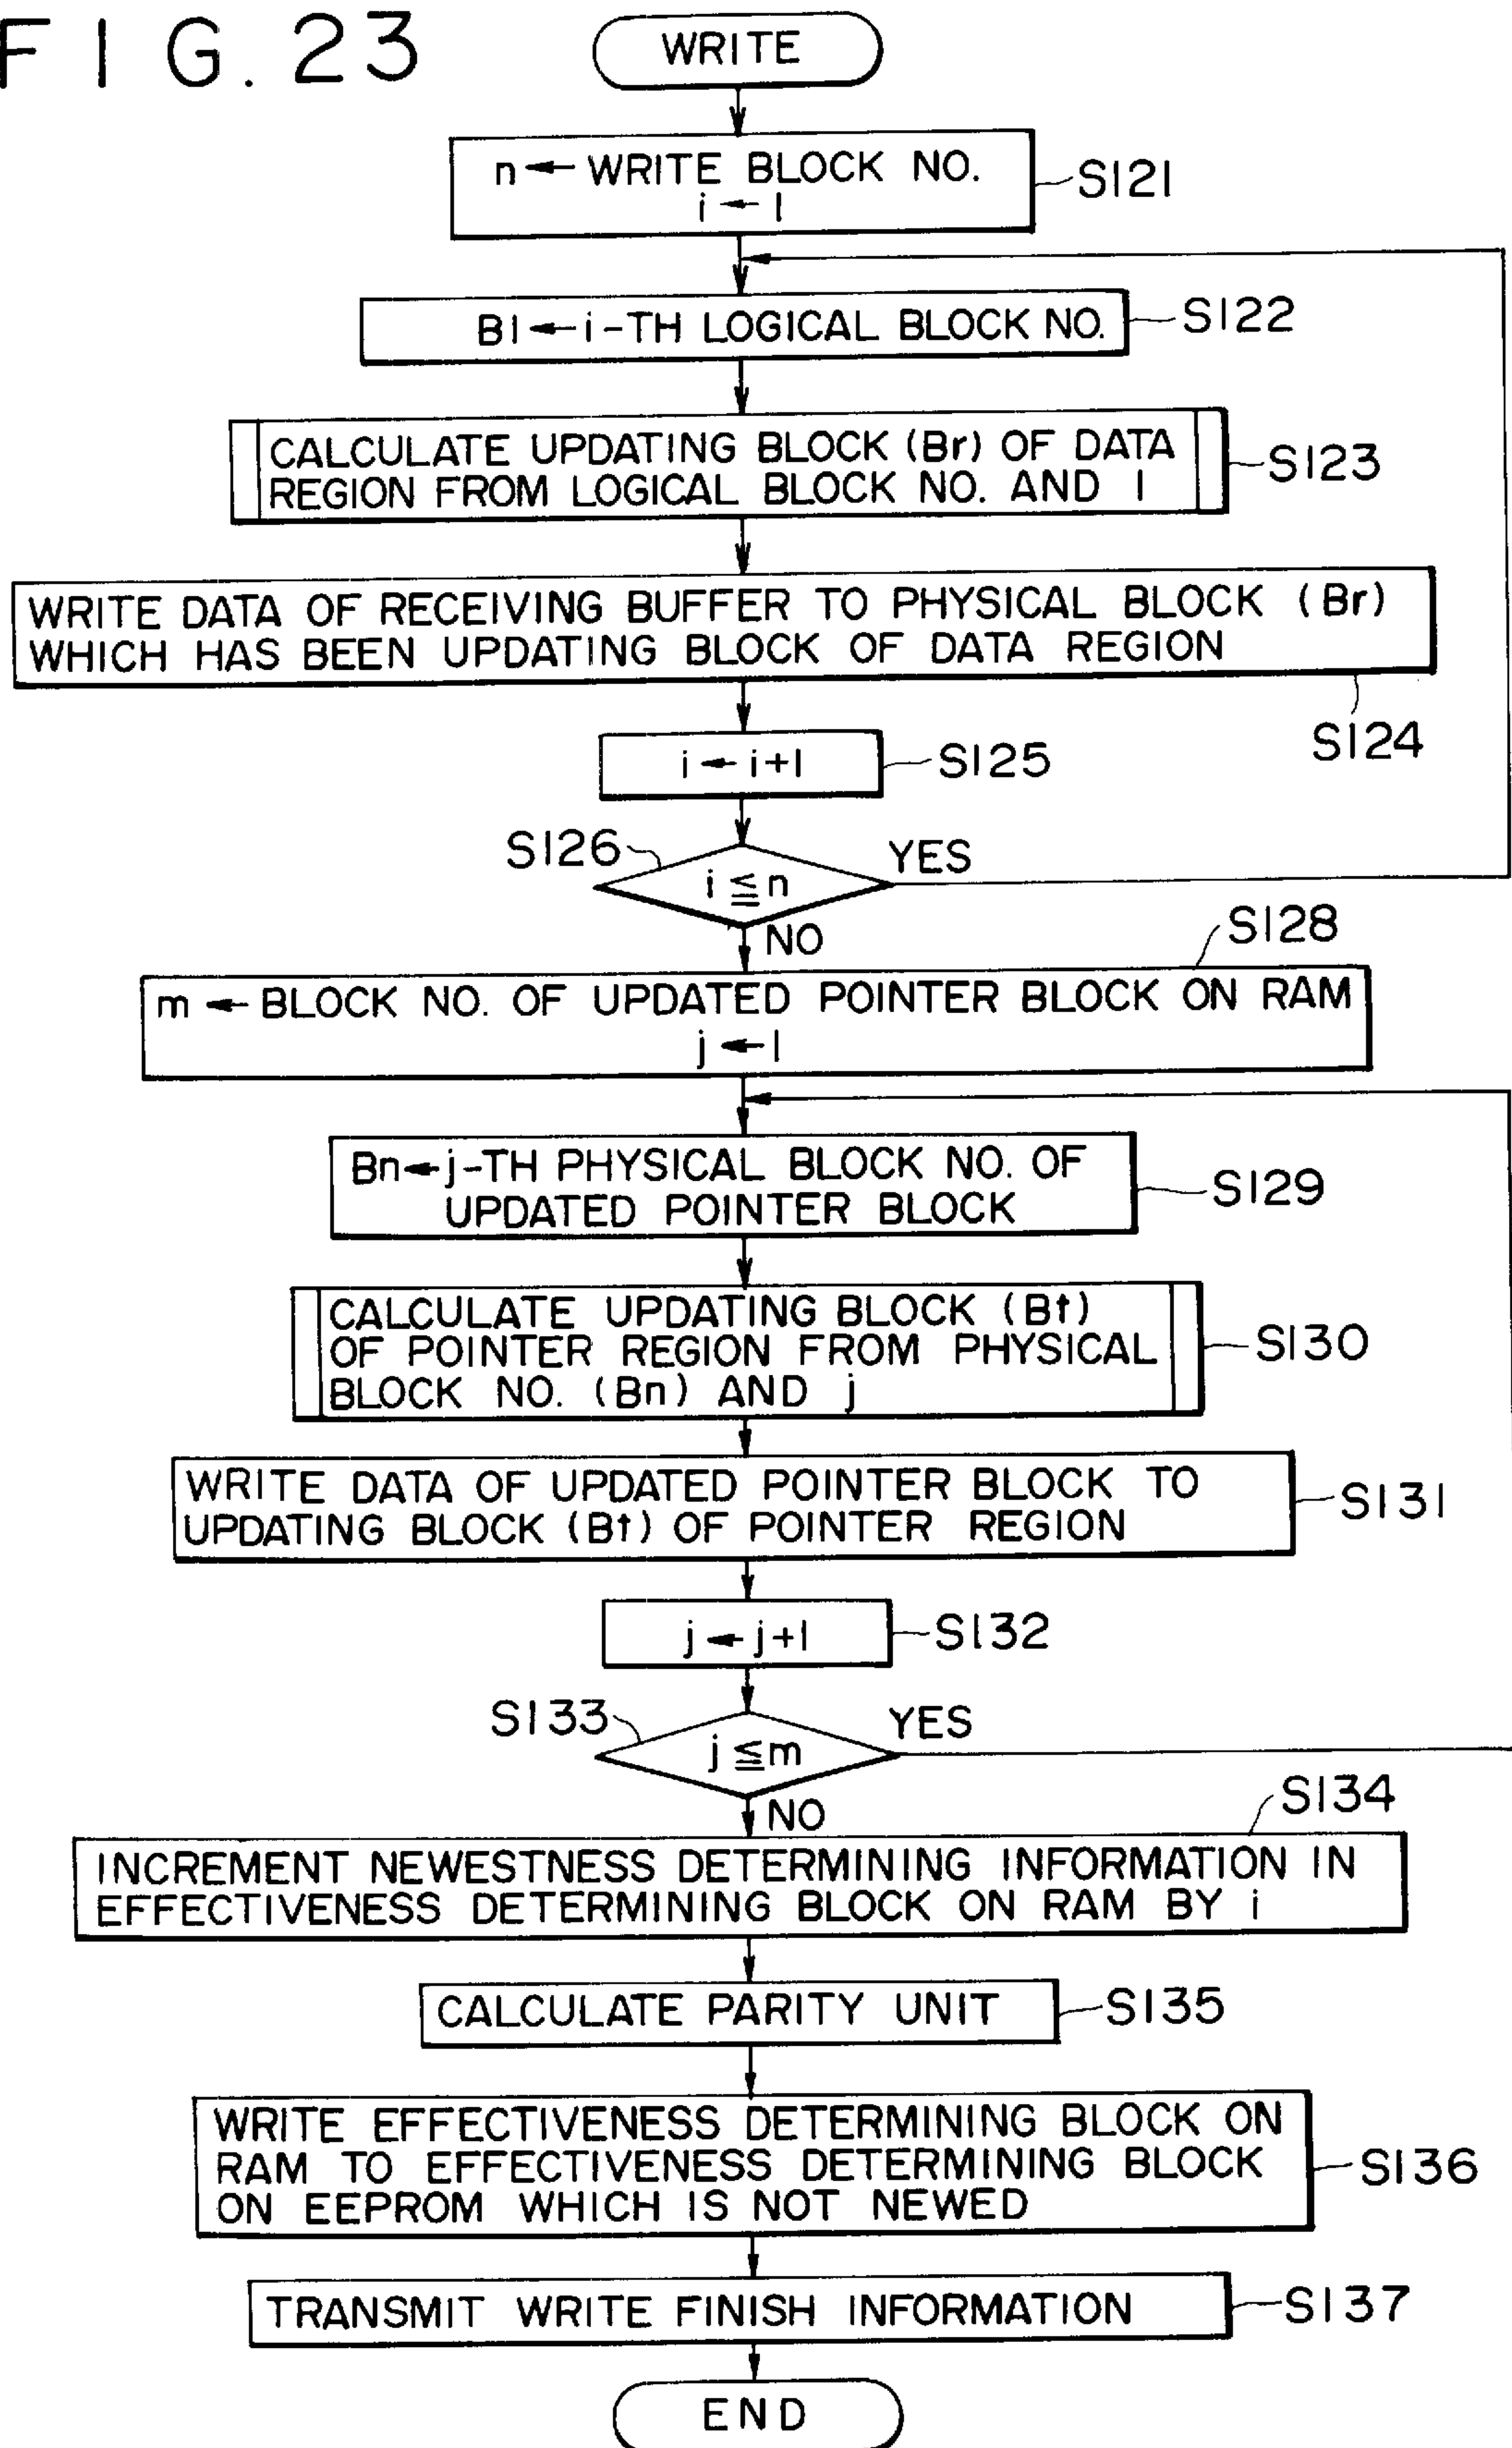 FIG. 23
WRITE
n ← WRITE BLOCK NO.
i ← 1
S121
Bl ← i-TH LOGICAL BLOCK NO.
S122
CALCULATE UPDATING BLOCK (Br) OF DATA
REGION FROM LOGICAL BLOCK NO. AND I
S123
WRITE DATA OF RECEIVING BUFFER TO PHYSICAL BLOCK (Br)
WHICH HAS BEEN UPDATING BLOCK OF DATA REGION
S124
i ← i+1
S125
S126
i ≦ n
YES
NO
S128
m ← BLOCK NO. OF UPDATED POINTER BLOCK ON RAM
j ← 1
Bn ← j-TH PHYSICAL BLOCK NO. OF
UPDATED POINTER BLOCK
S129
CALCULATE UPDATING BLOCK (Bt)
OF POINTER REGION FROM PHYSICAL
BLOCK NO. (Bn) AND j
S130
WRITE DATA OF UPDATED POINTER BLOCK TO
UPDATING BLOCK (Bt) OF POINTER REGION
S131
j ← j+1
S132
S133
j ≦ m
YES
NO
S134
INCREMENT NEWESTNESS DETERMINING INFORMATION IN
EFFECTIVENESS DETERMINING BLOCK ON RAM BY i
CALCULATE PARITY UNIT
S135
WRITE EFFECTIVENESS DETERMINING BLOCK ON
RAM TO EFFECTIVENESS DETERMINING BLOCK
ON EEPROM WHICH IS NOT NEWED
S136
TRANSMIT WRITE FINISH INFORMATION
S137
END